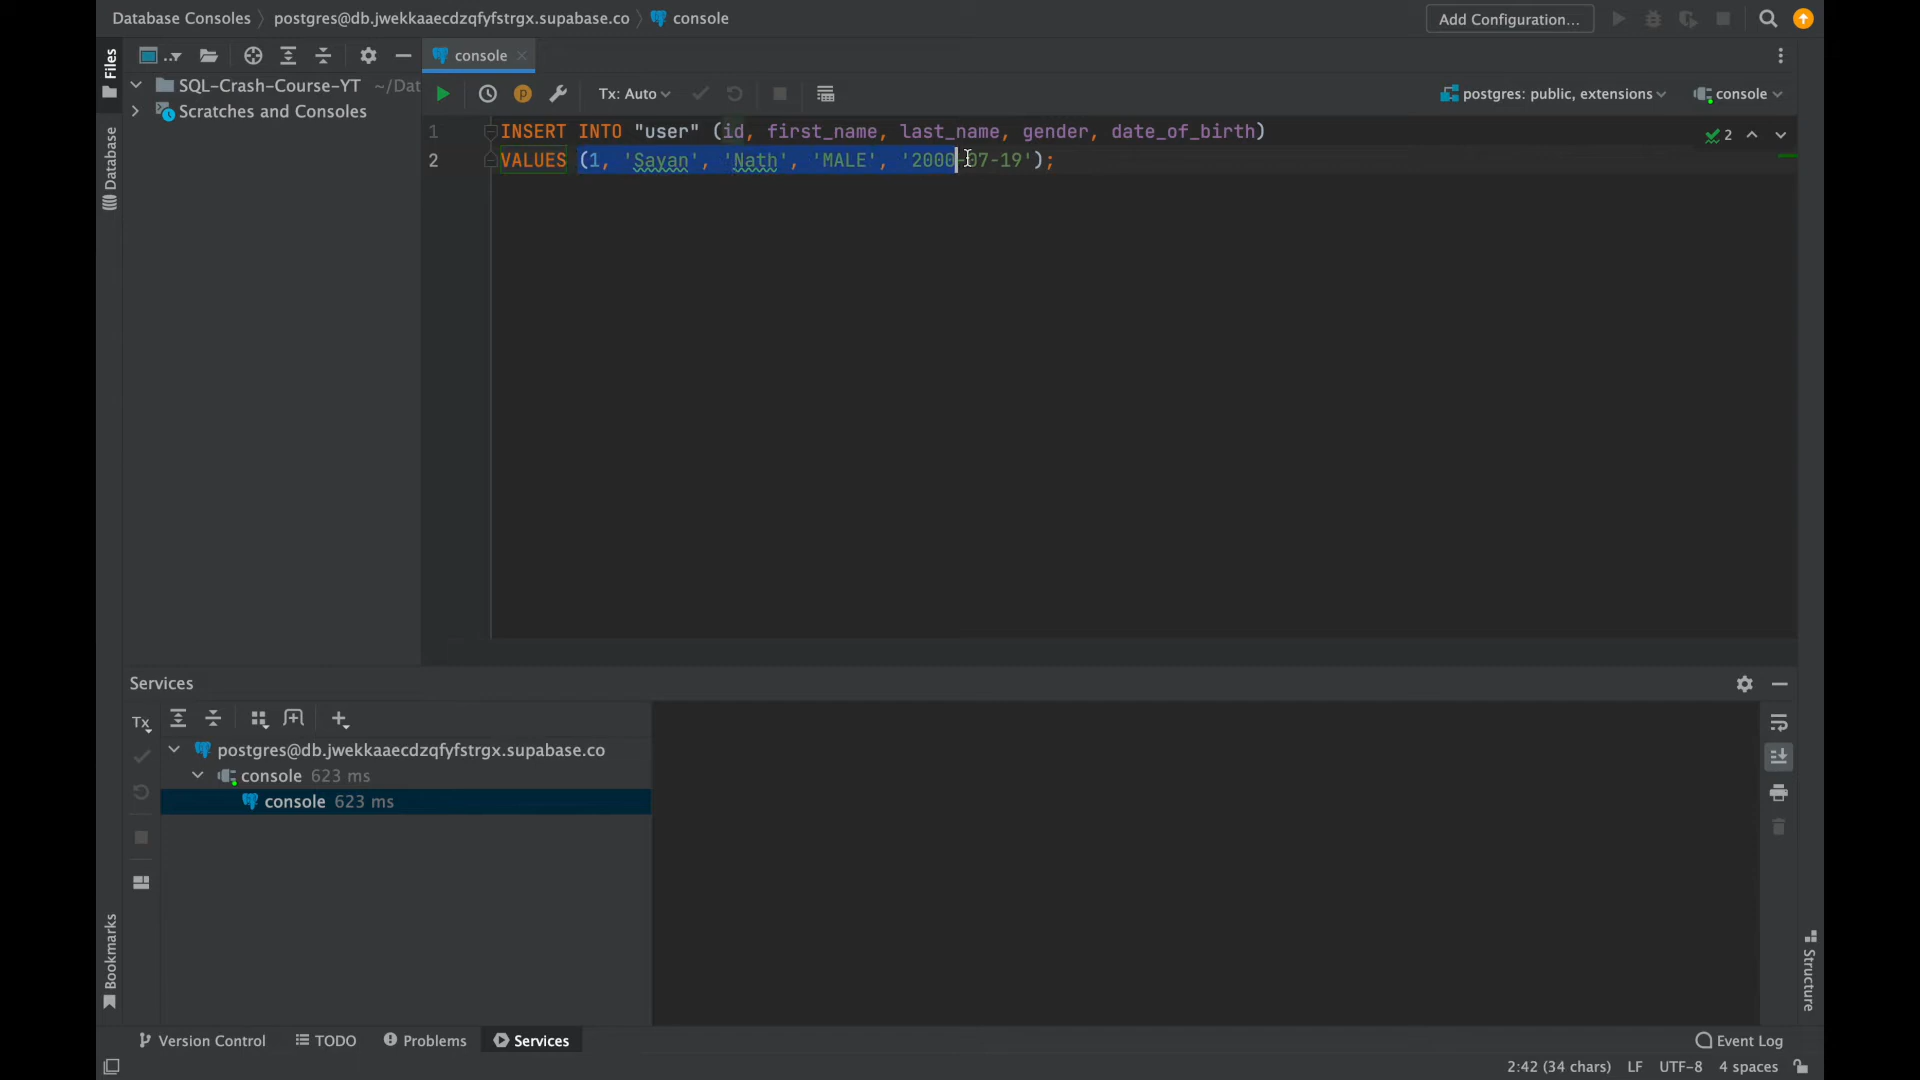 Database Consoles postgres@db.jwekkaaecdzqfyfstrgx.supabase.co console
Add Configuration...
Files
Database
Bookmarks
Structure
console
SQL-Crash-Course-YT ~/Dat
Scratches and Consoles
Tx: Auto
postgres: public, extensions
console
1 INSERT INTO "user" (id, first_name, last_name, gender, date_of_birth)
2 VALUES (1, 'Sayan', 'Nath', 'MALE', '2000-07-19');
2
Services
Tx
postgres@db.jwekkaaecdzqfyfstrgx.supabase.co
console 623 ms
console 623 ms
Version Control TODO Problems Services Event Log
2:42 (34 chars) LF UTF-8 4 spaces